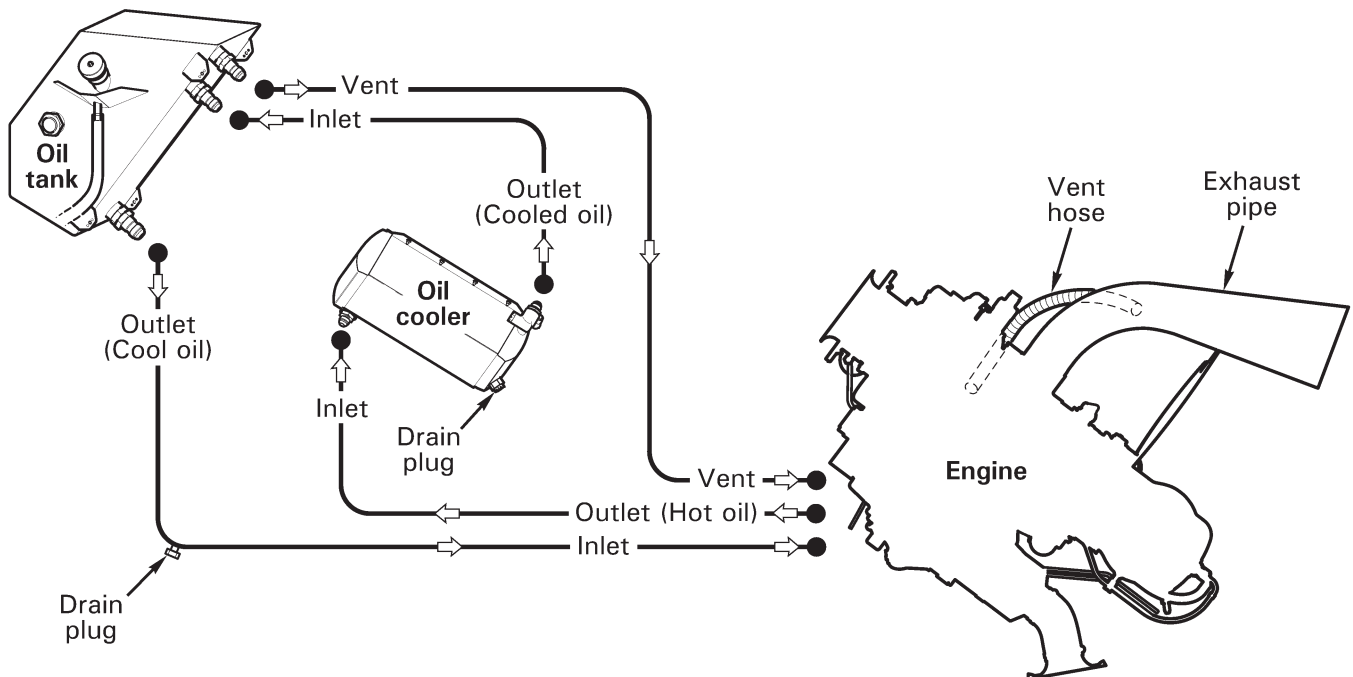 Vent
Inlet
Oil
tank
Outlet
(Cooled oil)
Vent
hose
Exhaust
pipe
Oil
cooler
Outlet
(Cool oil)
Inlet
Drain
plug
Vent
Engine
Outlet (Hot oil)
Inlet
Drain
plug